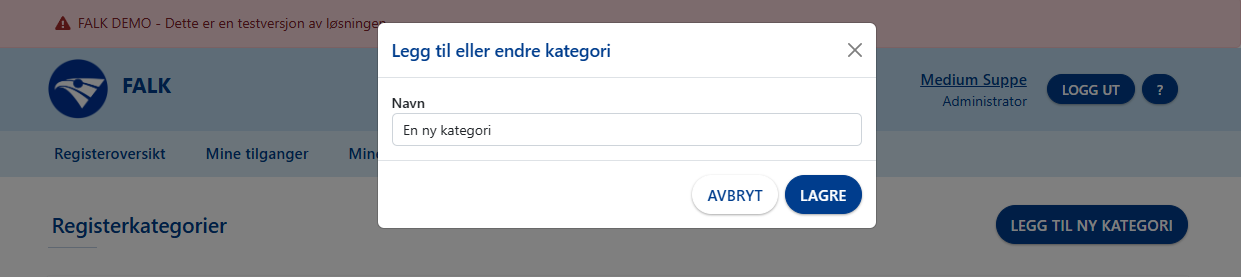 FALK DEMO - Dette er en testversjon av løsningen
Legg til eller endre kategori
FALK
Medium Suppe
Administrator
LOGG UT
?
Navn
En ny kategori
Registeroversikt
Mine tilganger
AVBRYT
LAGRE
Registerkategorier
LEGG TIL NY KATEGORI